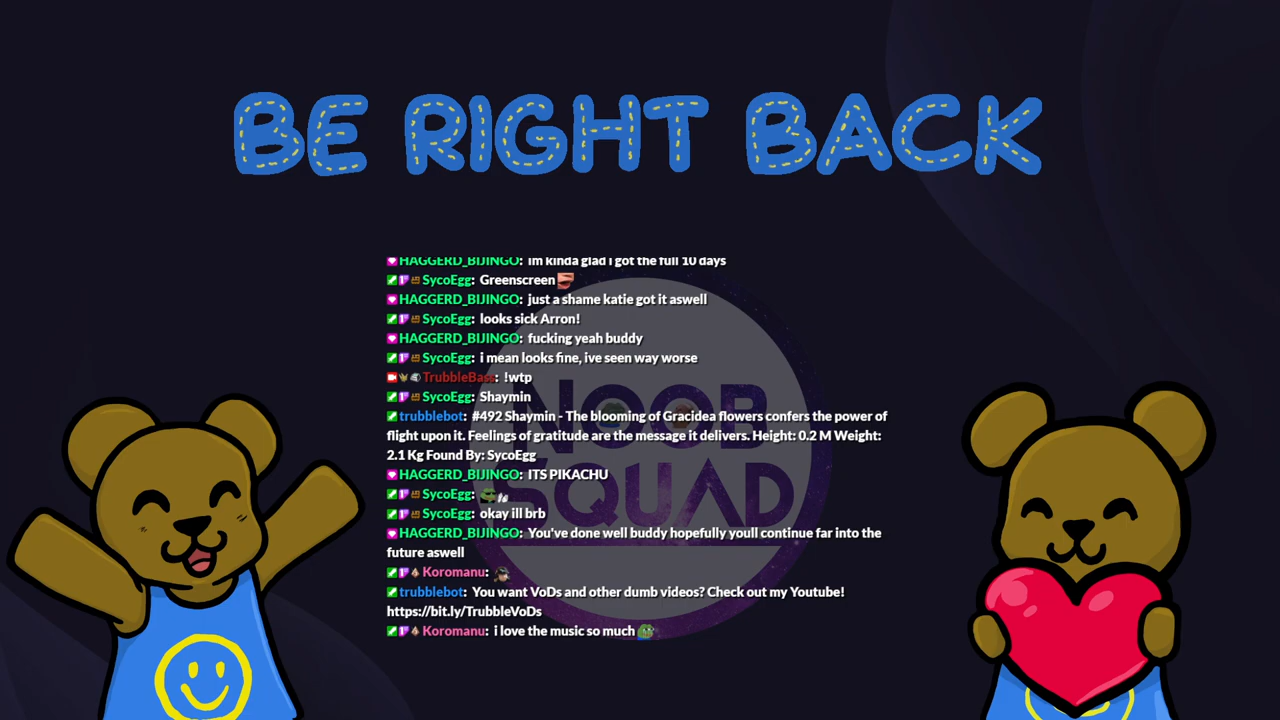 BE RIGHT BACK
HAGGERD_BIJINGO: im kinda glad i got the full 10 days
SycoEgg: Greenscreen
HAGGERD_BIJINGO: just a shame katie got it aswell
SycoEgg: looks sick Arron!
HAGGERD_BIJINGO: fucking yeah buddy
SycoEgg: i mean looks fine, ive seen way worse
TrubbleBass: !wtp
SycoEgg: Shaymin
trubblebot: #492 Shaymin - The blooming of Gracidea flowers confers the power of
flight upon it. Feelings of gratitude are the message it delivers. Height: 0.2 M Weight:
2.1 Kg Found By: SycoEgg
HAGGERD_BIJINGO: ITS PIKACHU
SycoEgg:
SycoEgg: okay ill brb
HAGGERD_BIJINGO: You've done well buddy hopefully youll continue far into the
future aswell
Koromanu:
trubblebot: You want VoDs and other dumb videos? Check out my Youtube!
https://bit.ly/TrubbleVoDs
Koromanu: i love the music so much
NOOB
SQUAD